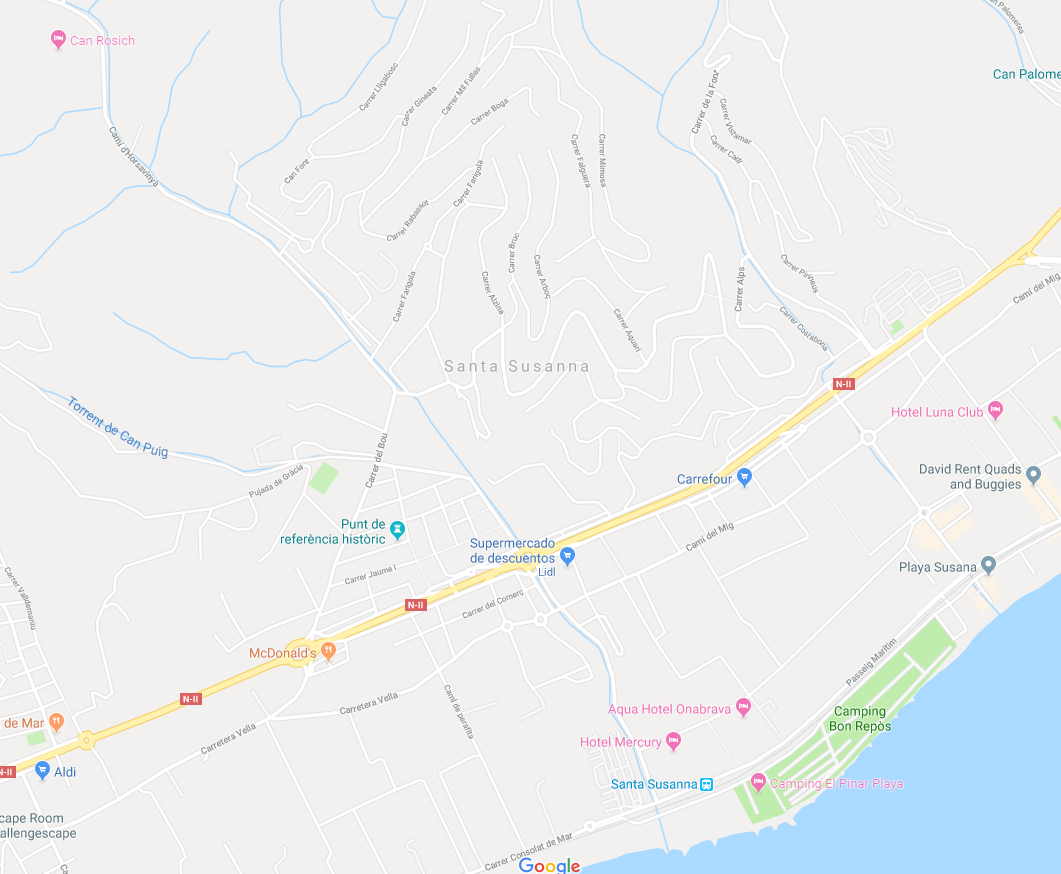 Can Palomeres
Can Rosich
Can Palome
Carrer Lligabosc
Carrer Ginesta
Carrer Mil Fulles
Carrer Boga
Carrer de la Font
Carrer Vistamar
Carrer Cadí
Camí d'Horsavinyà
Can Font
Carrer Farigola
Carrer Falguera
Carrer Mimosa
Carrer Rabassor
Carrer Farigola
Carrer Alzina
Carrer Bruc
Carrer Arboç
Carrer Aquari
Carrer Alps
Carrer Pirineus
Carrer Costabona
Camí del Mig
Santa Susanna
N-II
Hotel Luna Club
Torrent de Can Puig
Carrer del Bou
Pujada de Gràcia
Carrefour
David Rent Quads
and Buggies
Punt de
referència històric
Supermercado
de descuentos
Lidl
Camí del Mig
Playa Susana
Carrer Jaume I
Carrer Valldemaniu
N-II
Carrer del Comerç
McDonald's
Passeig Marítim
N-II
Carretera Vella
Camí de perafita
Aqua Hotel Onabrava
Camping
Bon Repòs
de Mar
Carretera Vella
Hotel Mercury
N-II
Aldi
Santa Susanna
Camping El Pinar Playa
cape Room
allengescape
Carrer Consolat de Mar
Google